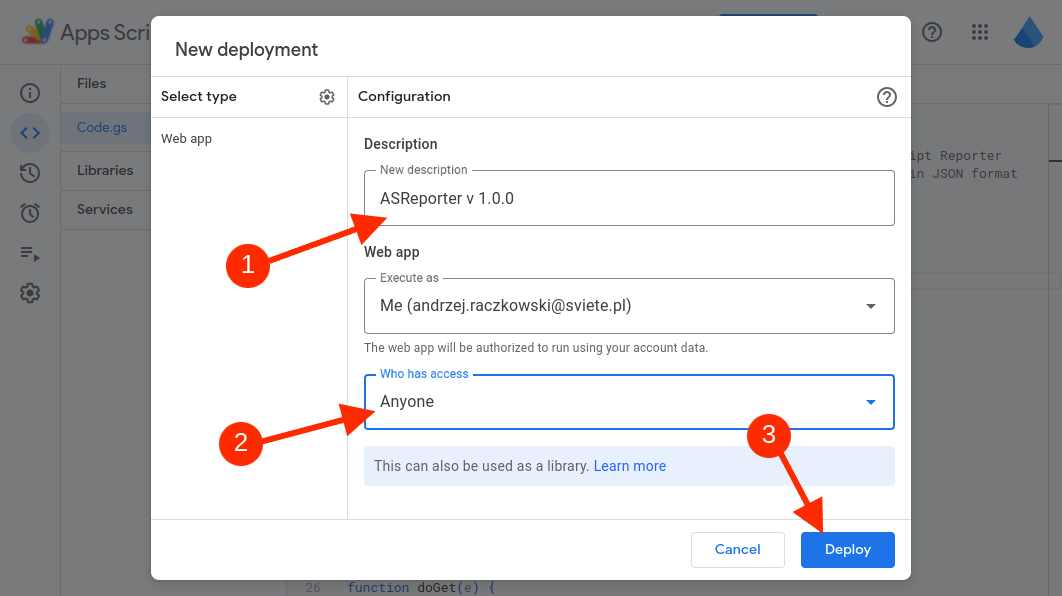 Apps Scri
New deployment
Files
Select type
Configuration
Code.gs
Web app
Description
ipt Reporter
New description
in JSON format
Libraries
ASReporter v 1.0.0
Services
1
Web app
Execute as
Me (andrzej.raczkowski@sviete.pl)
The web app will be authorized to run using your account data.
Who has access
Anyone
2
3
This can also be used as a library. Learn more
Cancel
Deploy
26 function doGet(e) {